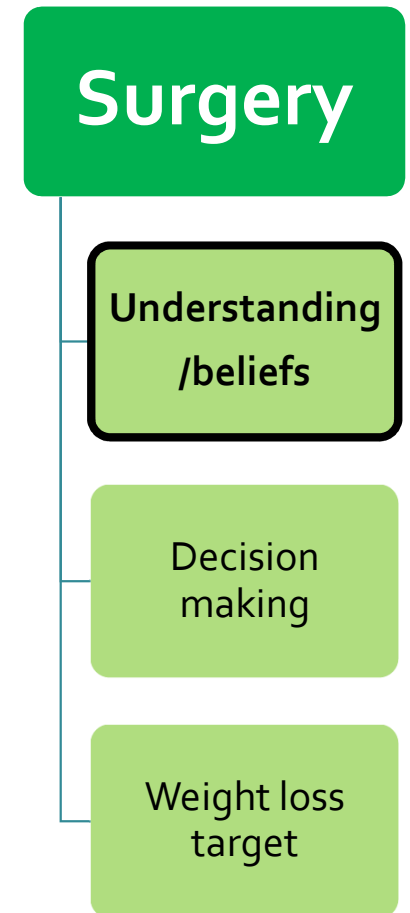 Surgery
Understanding
/beliefs
Decision
making
Weight loss
target